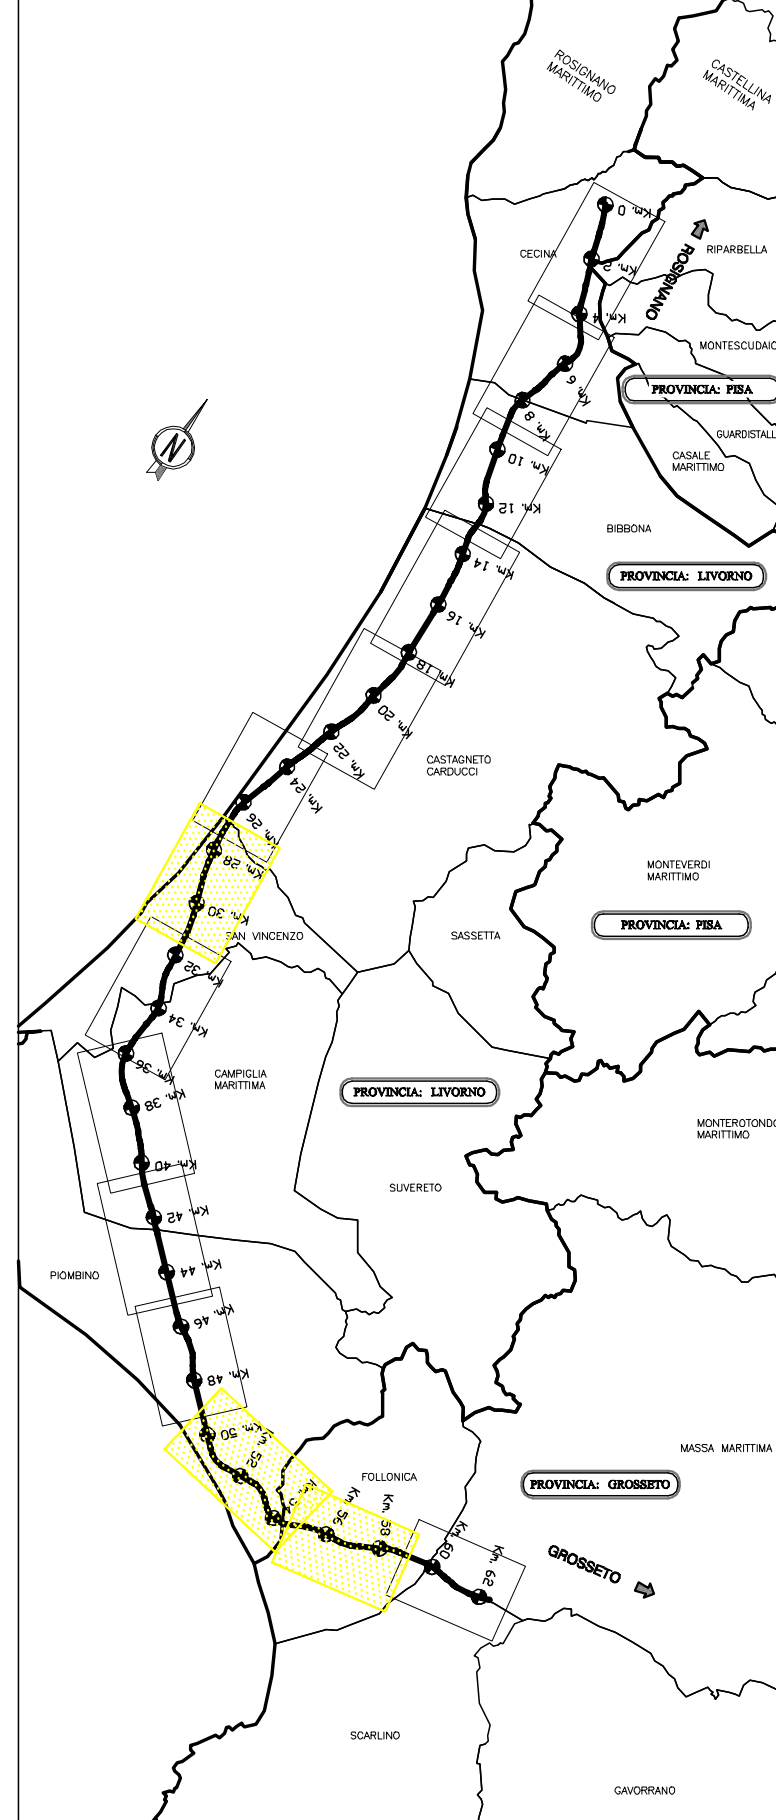 ROSIGNANO
MARITTIMO
CASTELLINA
MARITTIMA
Km. 0
ROSIGNANO
CECINA
RIPARBELLA
Km. 2
Km. 4
MONTESCUDAIO
Km. 6
PROVINCIA: PISA
Km. 8
GUARDISTALL
N
CASALE
MARITTIMO
Km. 10
Km. 12
BIBBONA
Km. 14
PROVINCIA: LIVORNO
Km. 16
Km. 18
Km. 20
Km. 22
CASTAGNETO
CARDUCCI
Km. 24
Km. 26
Km. 28
MONTEVERDI
MARITTIMO
Km. 30
PROVINCIA: PISA
SAN VINCENZO
SASSETTA
Km. 32
Km. 34
Km. 36
CAMPIGLIA
MARITTIMA
PROVINCIA: LIVORNO
Km. 38
MONTEROTONDO
MARITTIMO
Km. 40
SUVERETO
Km. 42
Km. 44
PIOMBINO
Km. 46
Km. 48
Km. 50
Km. 52
MASSA MARITTIMA
FOLLONICA
PROVINCIA: GROSSETO
Km. 54
Km. 56
Km. 58
Km. 60
Km. 62
GROSSETO
SCARLINO
GAVORRANO